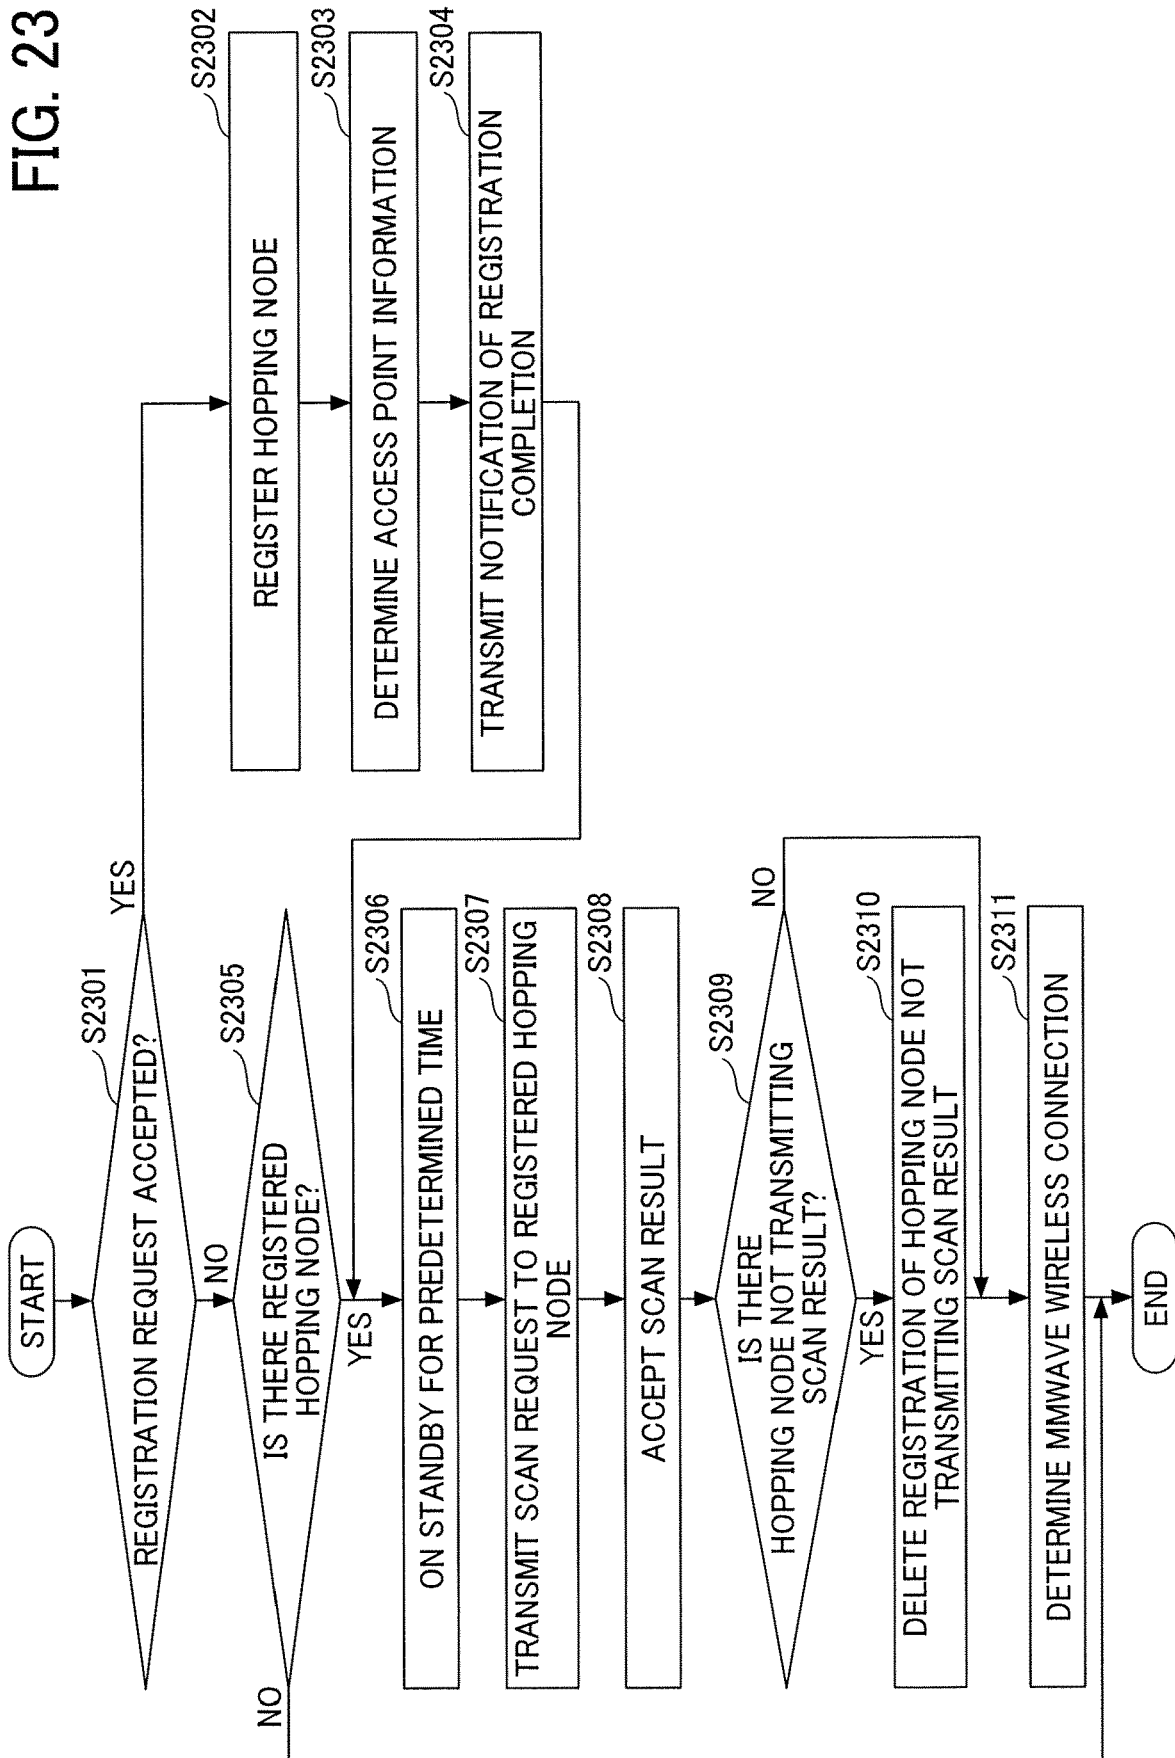 FIG. 23
START
S2301
REGISTRATION REQUEST ACCEPTED?
YES
NO
S2302
REGISTER HOPPING NODE
S2303
DETERMINE ACCESS POINT INFORMATION
S2304
TRANSMIT NOTIFICATION OF REGISTRATION
COMPLETION
S2305
IS THERE REGISTERED
HOPPING NODE?
NO
YES
S2306
ON STANDBY FOR PREDETERMINED TIME
S2307
TRANSMIT SCAN REQUEST TO REGISTERED HOPPING
NODE
S2308
ACCEPT SCAN RESULT
S2309
IS THERE
HOPPING NODE NOT TRANSMITTING
SCAN RESULT?
NO
YES
S2310
DELETE REGISTRATION OF HOPPING NODE NOT
TRANSMITTING SCAN RESULT
S2311
DETERMINE MMWAVE WIRELESS CONNECTION
END